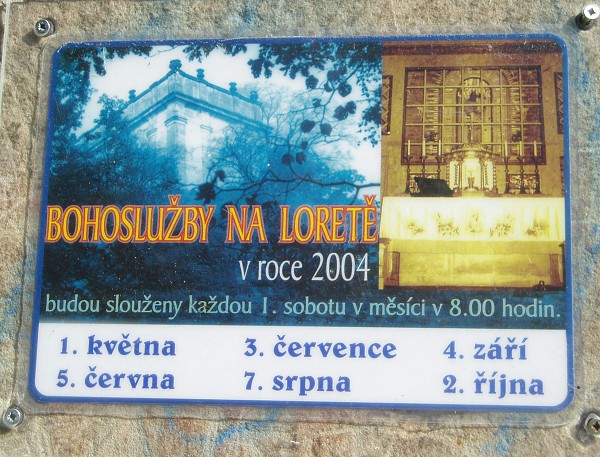 BOHOSLUŽBY NA LORETĚ
v roce 2004
budou slouženy každou 1. sobotu v měsíci v 8.00 hodin.
1. května 3. července 4. září
5. června 7. srpna 2. října